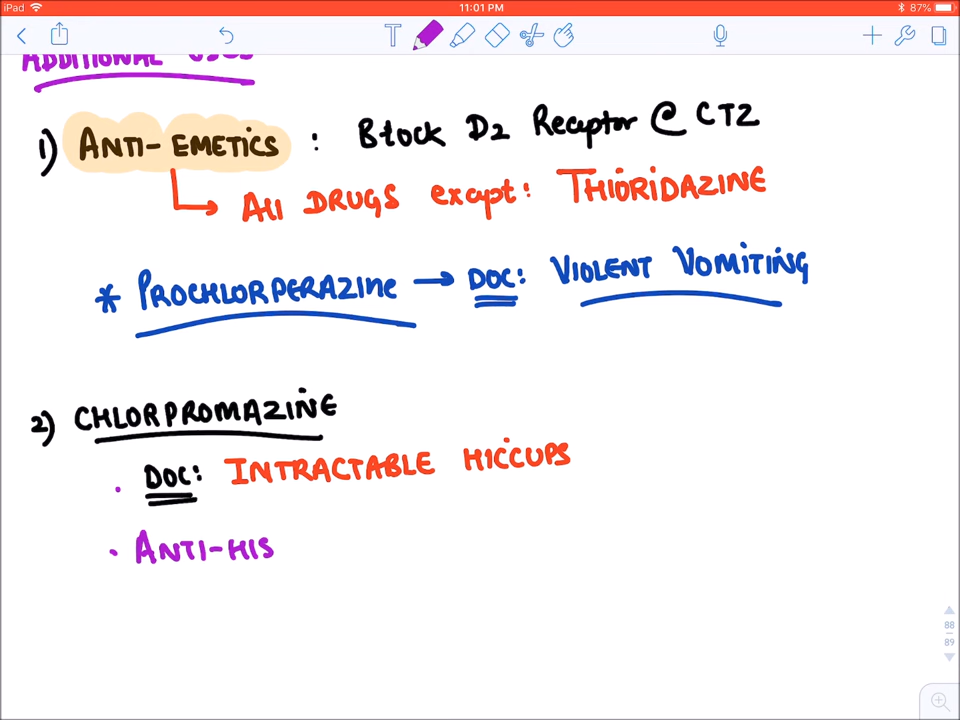 iPad 11:01 PM 87%
ADDITIONAL USES
1) ANTI-EMETICS : Block D2 Receptor @ CTZ
All DRUGS except: THIORIDAZINE
* PROCHLORPERAZINE → DOC: VIOLENT VOMITING
2) CHLORPROMAZINE
• DOC: INTRACTABLE HICCUPS
• ANTI-HIS
88
89